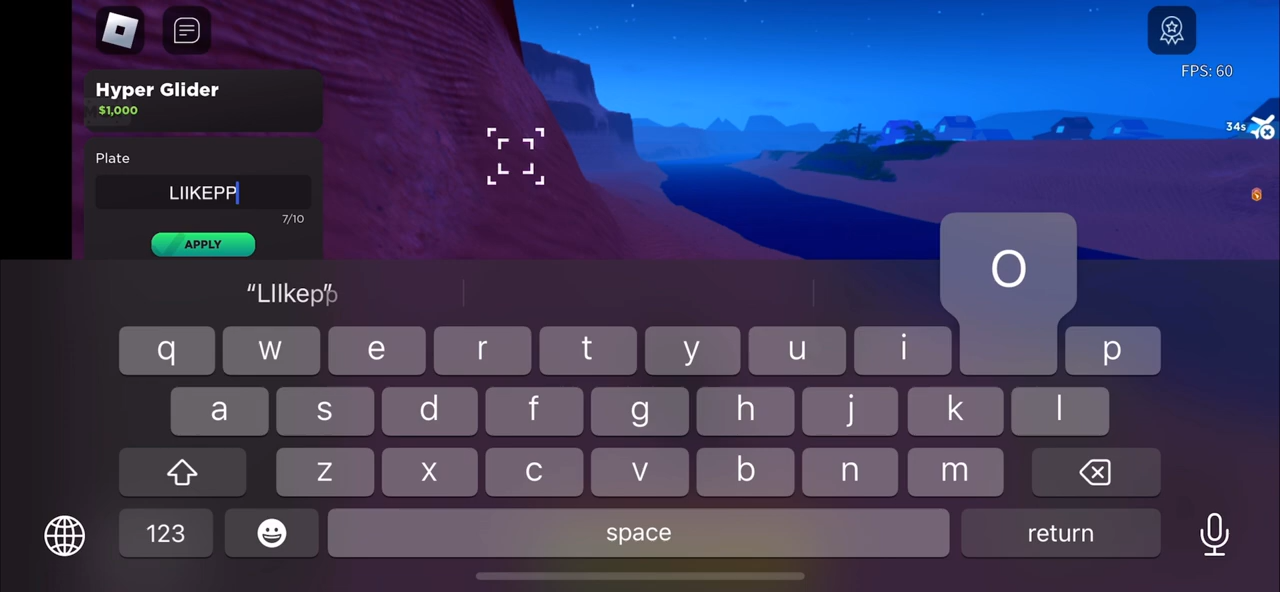 FPS: 60
Hyper Glider
$1,000
34s
Plate
LIIKEPP
7/10
APPLY
“LIIkepp”
O
q w e r t y u i p
a s d f g h j k l
z x c v b n m
123 space return